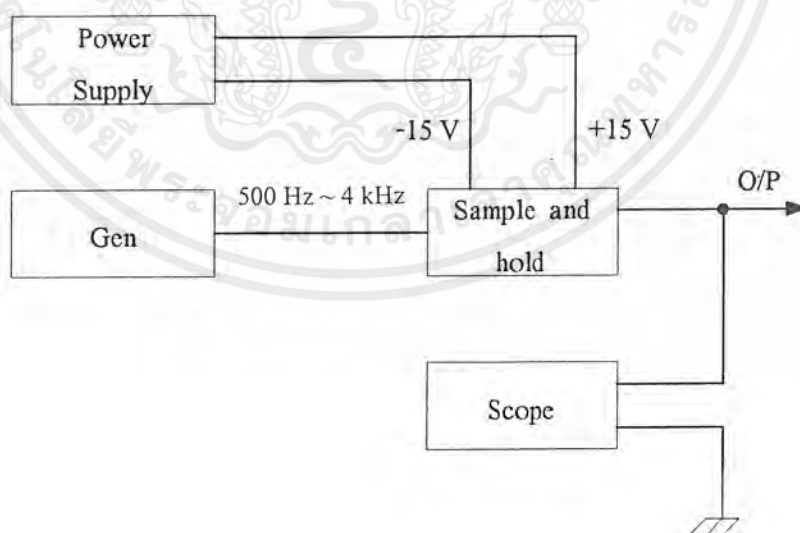 Power
Supply
-15 V
+15 V
Gen
500 Hz ~ 4 kHz
Sample and
hold
O/P
Scope